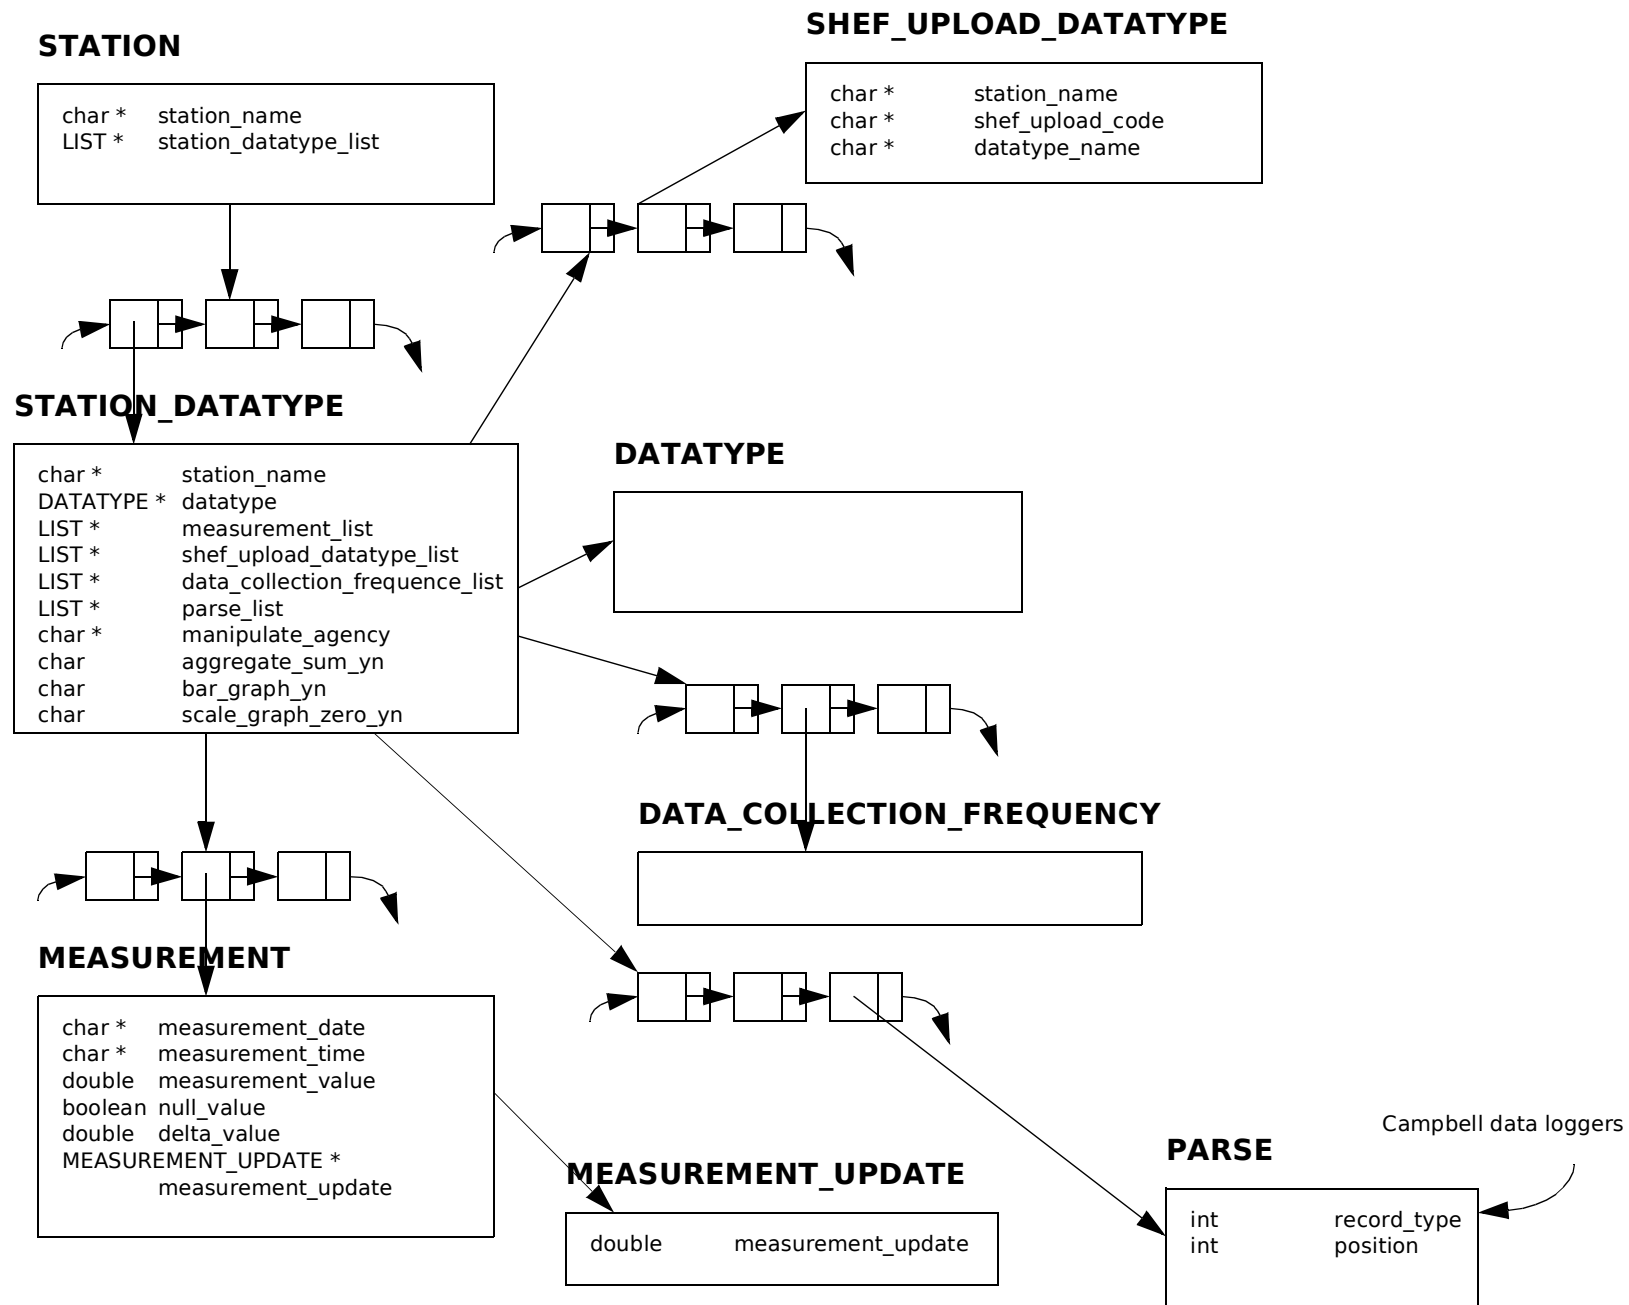 SHEF_UPLOAD_DATATYPE
STATION
char * station_name
LIST * station_datatype_list
char * station_name
char * shef_upload_code
char * datatype_name
STATION_DATATYPE
char * station_name
DATATYPE * datatype
LIST * measurement_list
LIST * shef_upload_datatype_list
LIST * data_collection_frequence_list
LIST * parse_list
char * manipulate_agency
char aggregate_sum_yn
char bar_graph_yn
char scale_graph_zero_yn
DATATYPE
DATA_COLLECTION_FREQUENCY
MEASUREMENT
char * measurement_date
char * measurement_time
double measurement_value
boolean null_value
double delta_value
MEASUREMENT_UPDATE *
measurement_update
MEASUREMENT_UPDATE
double measurement_update
Campbell data loggers
PARSE
int record_type
int position